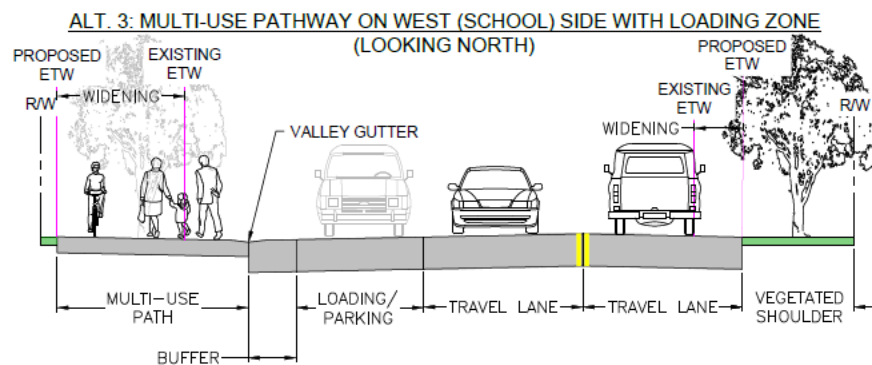 ALT. 3: MULTI-USE PATHWAY ON WEST (SCHOOL) SIDE WITH LOADING ZONE
(LOOKING NORTH)
PROPOSED
ETW
EXISTING
ETW
PROPOSED
ETW
R/W
WIDENING
EXISTING
ETW
R/W
WIDENING
VALLEY GUTTER
MULTI-USE
PATH
LOADING/
PARKING
TRAVEL LANE
TRAVEL LANE
VEGETATED
SHOULDER
BUFFER